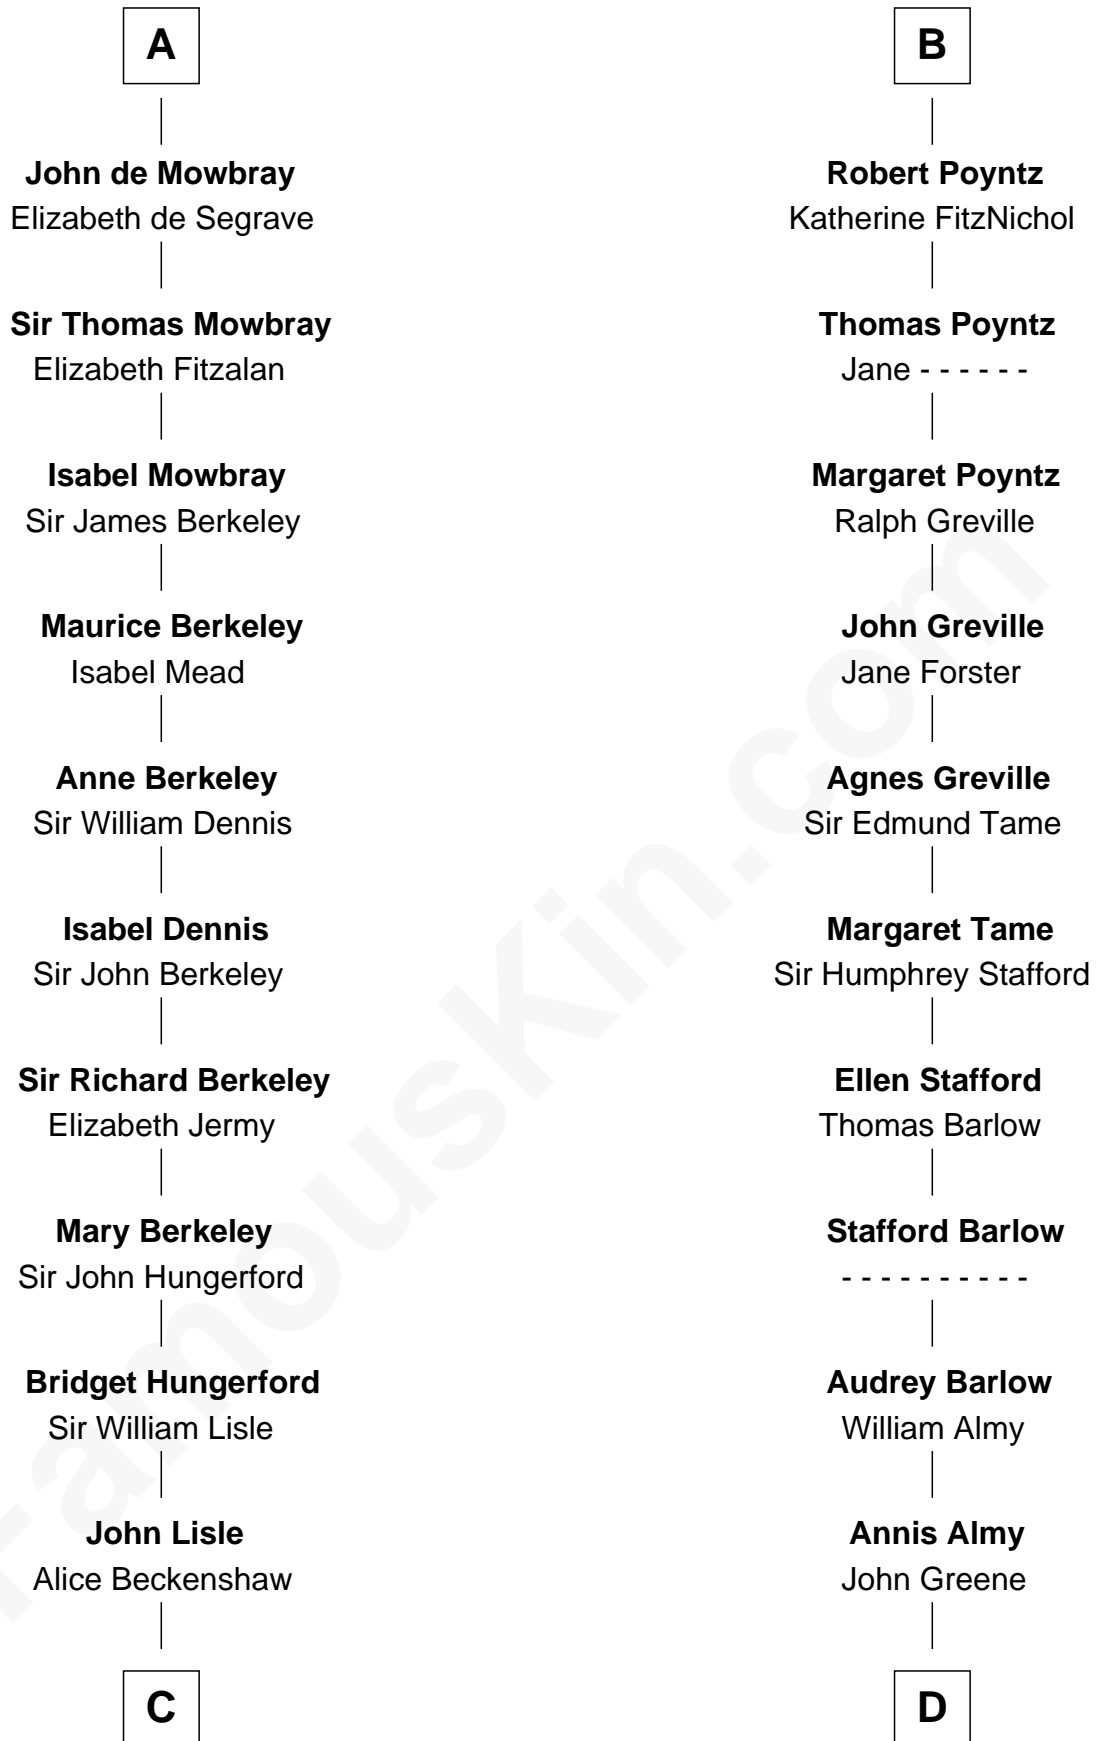 A
John de Mowbray
Elizabeth de Segrave
Sir Thomas Mowbray
Elizabeth Fitzalan
Isabel Mowbray
Sir James Berkeley
Maurice Berkeley
Isabel Mead
Anne Berkeley
Sir William Dennis
Isabel Dennis
Sir John Berkeley
Sir Richard Berkeley
Elizabeth Jermy
Mary Berkeley
Sir John Hungerford
Bridget Hungerford
Sir William Lisle
John Lisle
Alice Beckenshaw
C
B
Robert Poyntz
Katherine FitzNichol
Thomas Poyntz
Jane - - - - - -
Margaret Poyntz
Ralph Greville
John Greville
Jane Forster
Agnes Greville
Sir Edmund Tame
Margaret Tame
Sir Humphrey Stafford
Ellen Stafford
Thomas Barlow
Stafford Barlow
- - - - - - - - - -
Audrey Barlow
William Almy
Annis Almy
John Greene
D
FamousKin.com